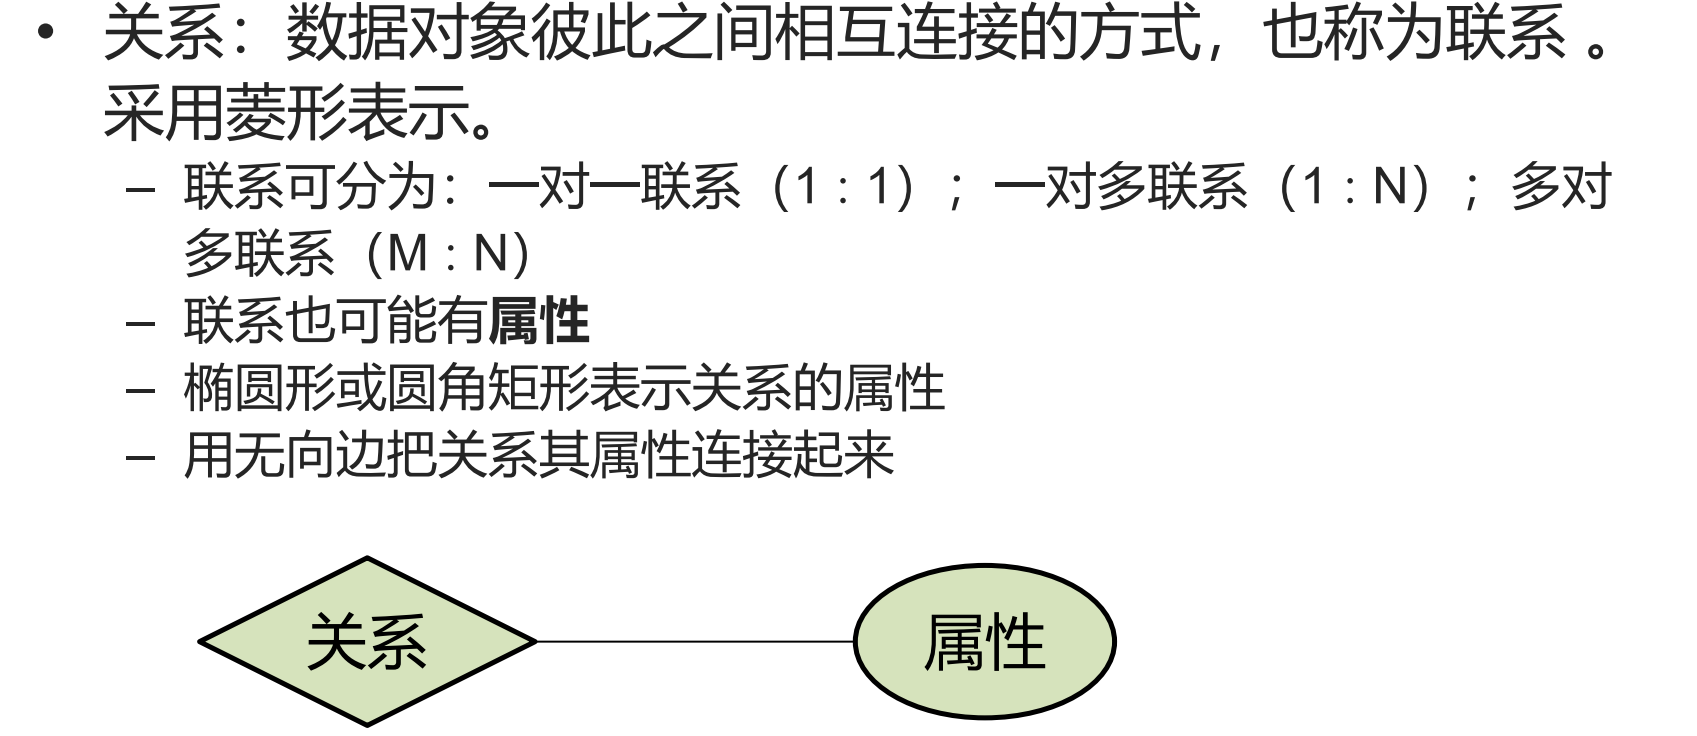 • 关系：数据对象彼此之间相互连接的方式，也称为联系 。
采用菱形表示。
– 联系可分为：一对一联系（1 : 1）；一对多联系（1 : N）；多对
多联系（M : N）
– 联系也可能有属性
– 椭圆形或圆角矩形表示关系的属性
– 用无向边把关系其属性连接起来
关系
属性